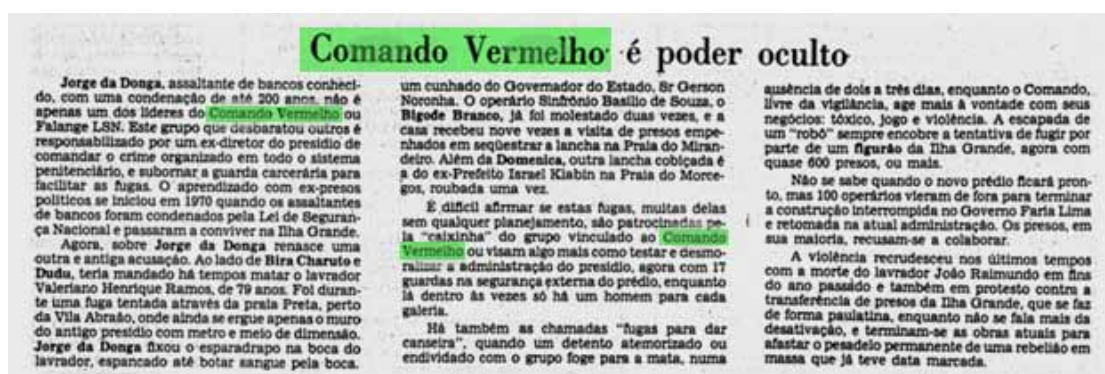 Comando Vermelho é poder oculto
Jorge da Donga, assaltante de bancos conheci-
do, com uma condenação de até 200 anos, não é
apenas um dos líderes do Comando Vermelho ou
Falange LSN. Este grupo que desbaratou outros é
responsabilizado por um ex-diretor do presídio de
comandar o crime organizado em todo o sistema
penitenciário, e subornar a guarda carcerária para
facilitar as fugas. O aprendizado com ex-presos
políticos se iniciou em 1970 quando os assaltantes
de bancos foram condenados pela Lei de Seguran-
ça Nacional e passaram a conviver na Ilha Grande.
Agora, sobre Jorge da Donga renasce uma
outra e antiga acusação. Ao lado de Bira Charuto e
Dudu, teria mandado há tempos matar o lavrador
Valeriano Henrique Ramos, de 79 anos. Foi duran-
te uma fuga tentada através da praia Preta, perto
da Vila Abraão, onde ainda se ergue apenas o muro
do antigo presídio com metro e meio de dimensão.
Jorge da Donga fixou o esparadrapo na boca do
lavrador, espancado até botar sangue pela boca.
um cunhado do Governador do Estado, Sr Gerson
Noronha. O operário Sinfrônio Basílio de Souza, o
Bigode Branco, já foi molestado duas vezes, e a
casa recebeu nove vezes a visita de presos empe-
nhados em seqüestrar a lancha na Praia do Miran-
deiro. Além da Domenica, outra lancha cobiçada é
a do ex-Prefeito Israel Klabin na Praia do Morce-
gos, roubada uma vez.
É difícil afirmar se estas fugas, muitas delas
sem qualquer planejamento, são patrocinadas pe-
la "caixinha" do grupo vinculado ao Comando
Vermelho ou visam algo mais como testar e desmo-
ralizar a administração do presídio, agora com 17
guardas na segurança externa do prédio, enquanto
lá dentro às vezes só há um homem para cada
galeria.
Há também as chamadas "fugas para dar
canseira", quando um detento atemorizado ou
endividado com o grupo foge para a mata, numa
ausência de dois a três dias, enquanto o Comando,
livre da vigilância, age mais à vontade com seus
negócios: tóxico, jogo e violência. A escapada de
um "robô" sempre encobre a tentativa de fugir por
parte de um figurão da Ilha Grande, agora com
quase 600 presos, ou mais.
Não se sabe quando o novo prédio ficará pron-
to, mas 100 operários vieram de fora para terminar
a construção interrompida no Governo Faria Lima
e retomada na atual administração. Os presos, em
sua maioria, recusam-se a colaborar.
A violência recrudesceu nos últimos tempos
com a morte do lavrador João Raimundo em fins
do ano passado e também em protesto contra a
transferência de presos da Ilha Grande, que se faz
de forma paulatina, enquanto não se fala mais da
desativação, e terminam-se as obras atuais para
afastar o pesadelo permanente de uma rebelião em
massa que já teve data marcada.